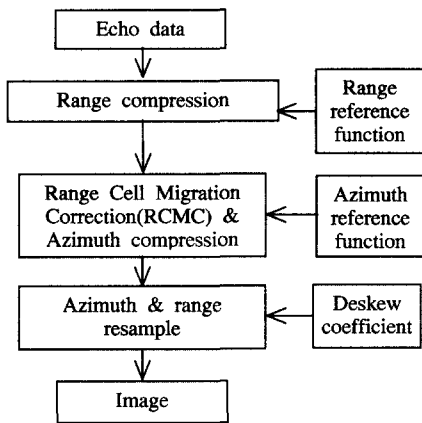 Echo data
Range compression
Range
reference
function
Range Cell Migration
Correction(RCMC) &
Azimuth compression
Azimuth
reference
function
Azimuth & range
resample
Deskew
coefficient
Image